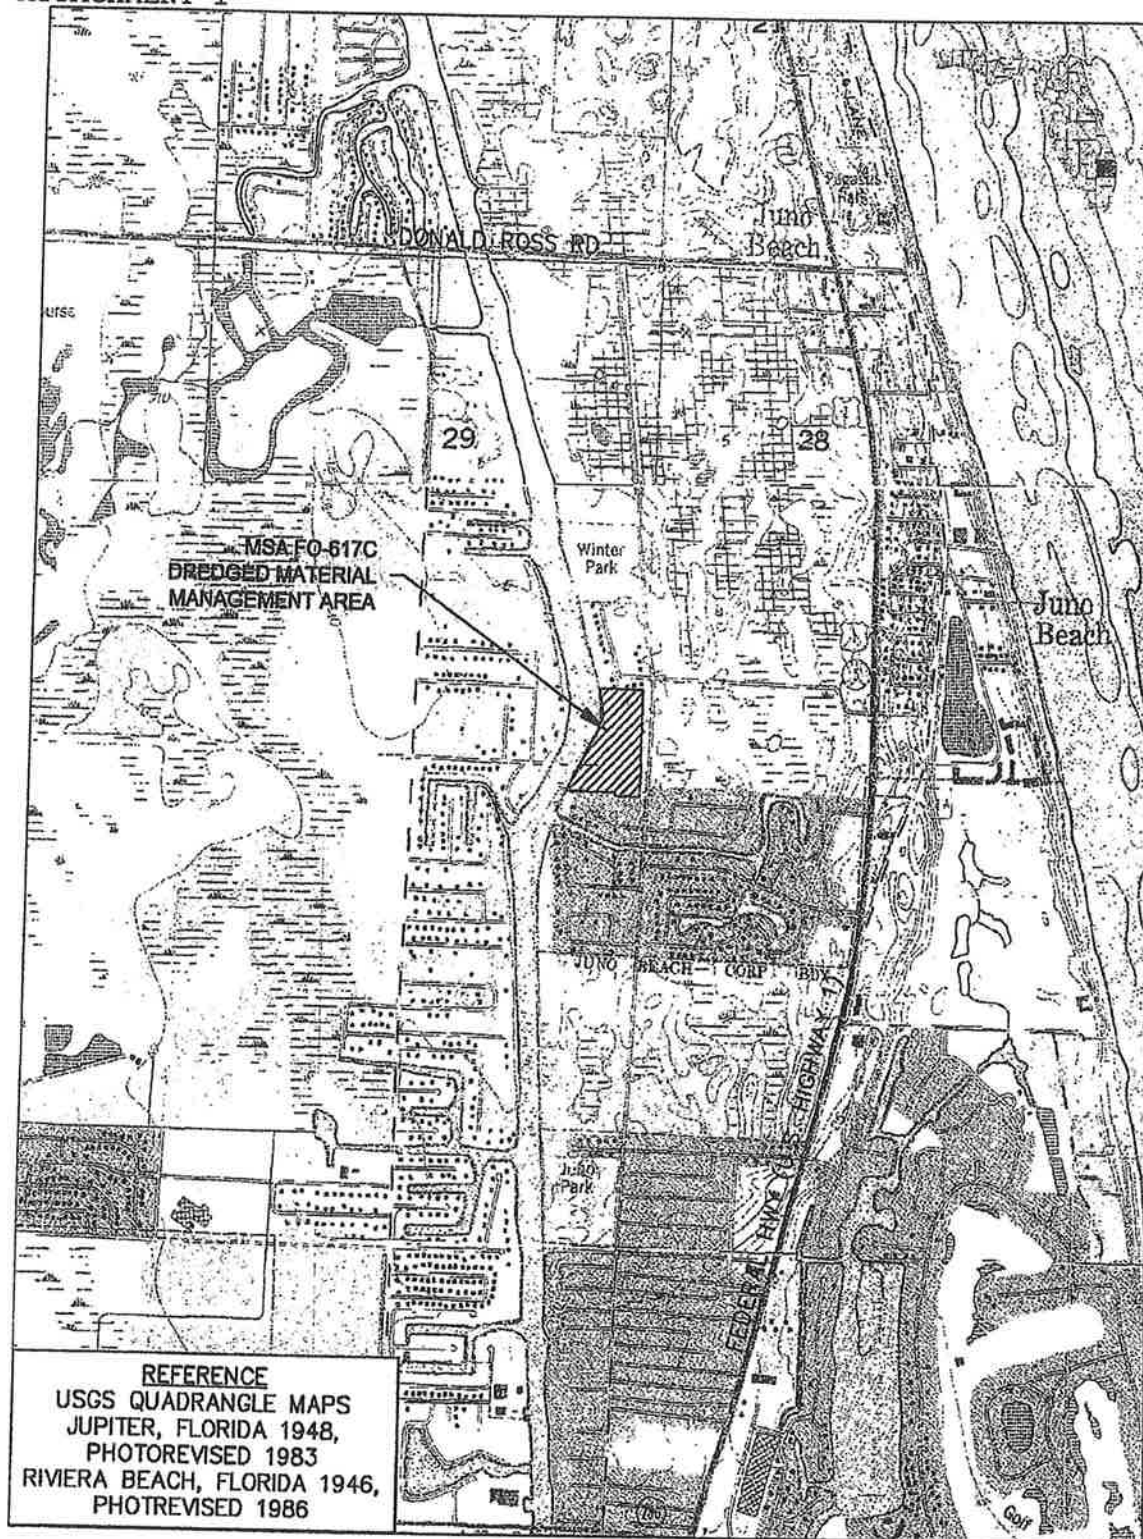 DONALD ROSS RD
Juno
Beach
29
28
MSA FO-617C
DREDGED MATERIAL
MANAGEMENT AREA
Winter
Park
Juno
Beach
JUNO BEACH CORP BDY
FEDERAL HWY (U.S. HIGHWAY 1)
Juno
Park
REFERENCE
USGS QUADRANGLE MAPS
JUPITER, FLORIDA 1948,
PHOTOREVISED 1983
RIVIERA BEACH, FLORIDA 1946,
PHOTREVISED 1986
Golf